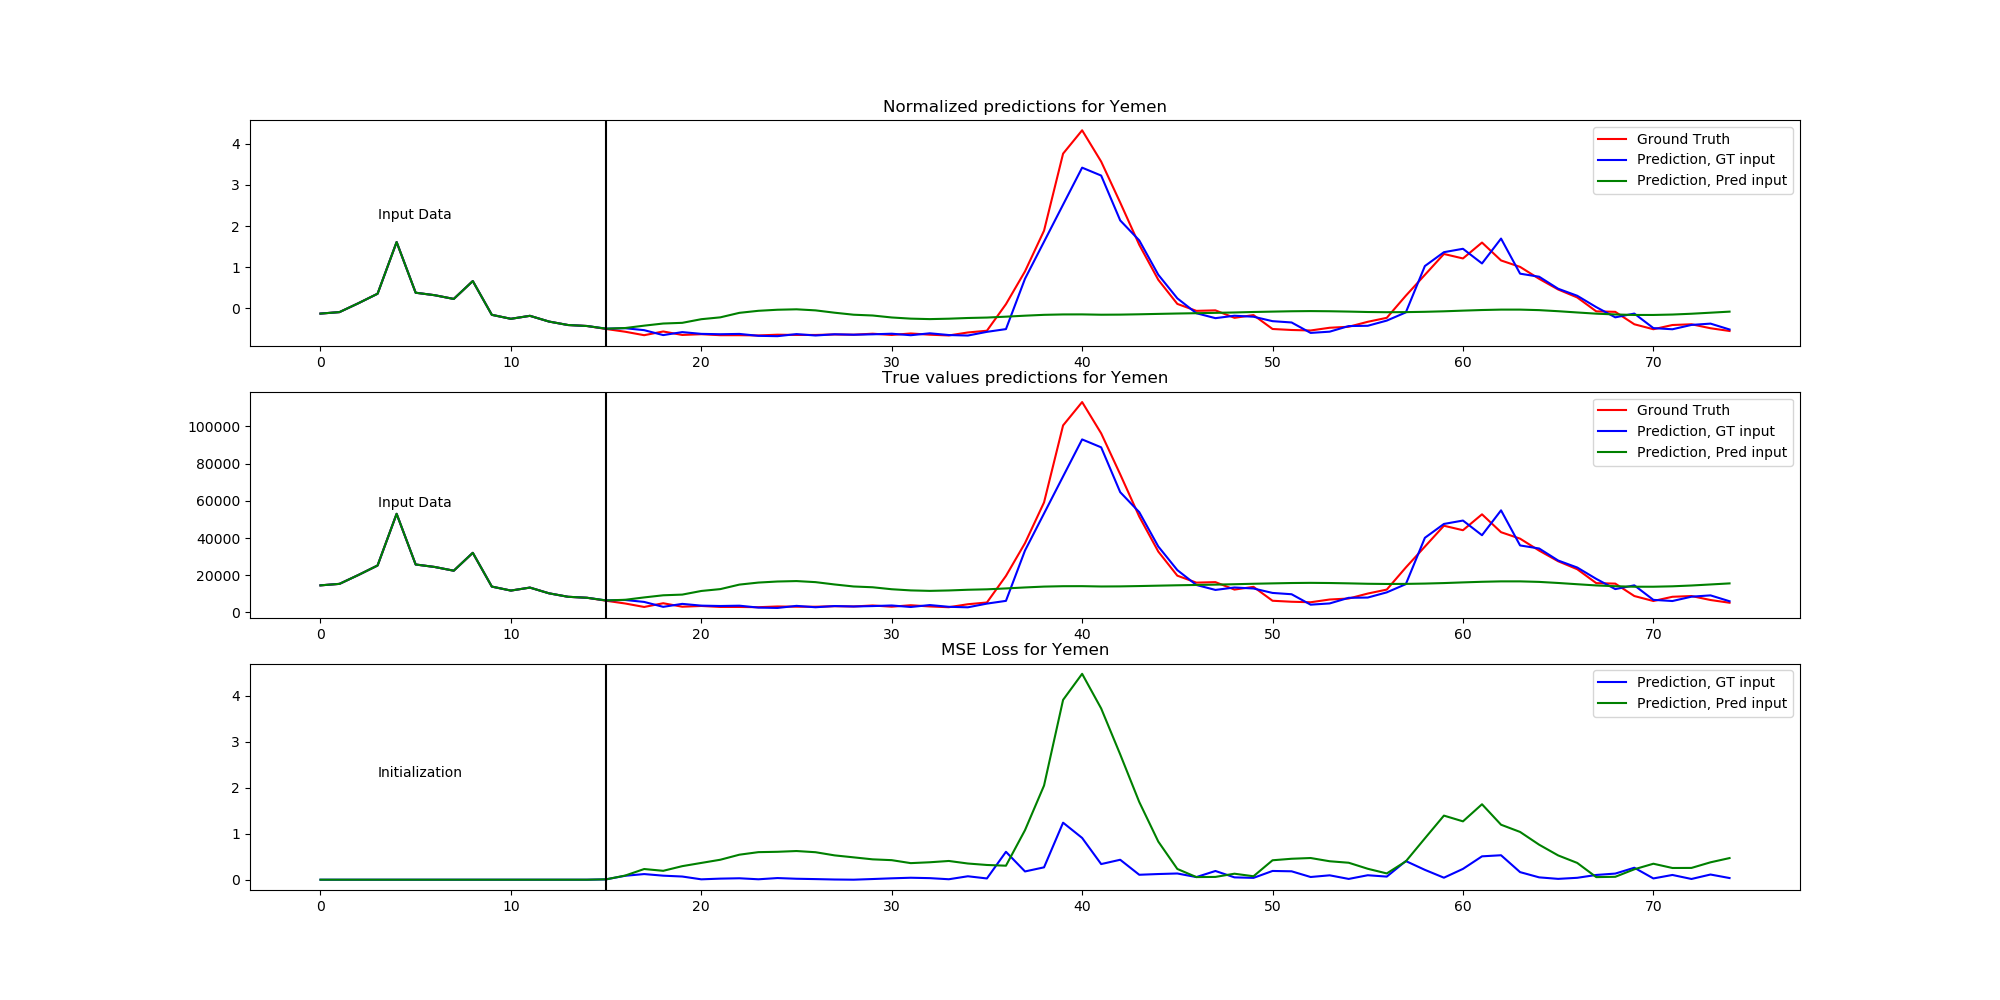 Normalized predictions for Yemen
4
3
2
1
0
Input Data
Ground Truth
Prediction, GT input
Prediction, Pred input
0 10 20 30 40 50 60 70
True values predictions for Yemen
100000
80000
60000
40000
20000
0
Input Data
Ground Truth
Prediction, GT input
Prediction, Pred input
0 10 20 30 40 50 60 70
MSE Loss for Yemen
4
3
2
1
0
Initialization
Prediction, GT input
Prediction, Pred input
0 10 20 30 40 50 60 70